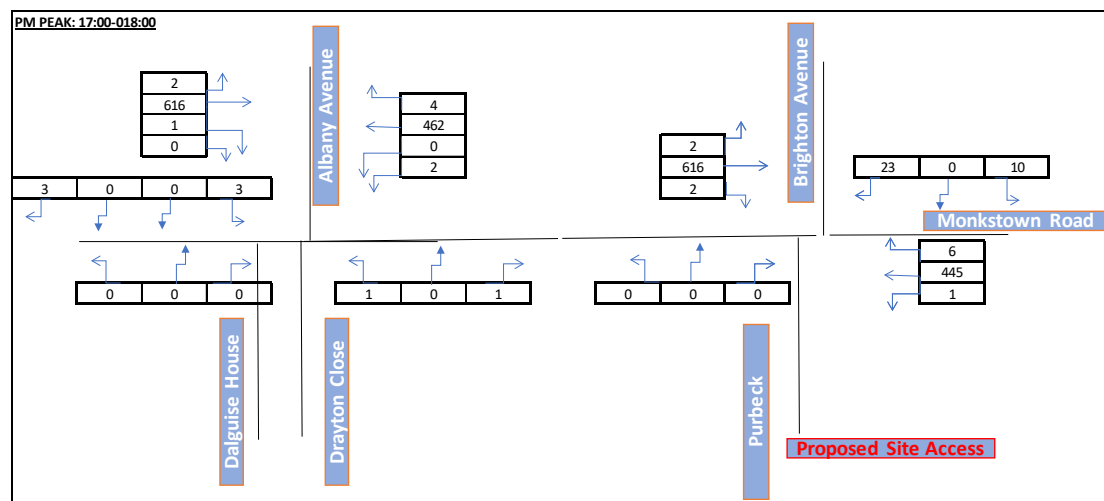 PM PEAK: 17:00-018:00
Albany Avenue
Brighton Avenue
2
616
1
0
4
462
0
2
2
616
2
23 0 10
3 0 0 3
Monkstown Road
6
445
1
0 0 0
1 0 1
0 0 0
Dalguise House
Drayton Close
Purbeck
Proposed Site Access